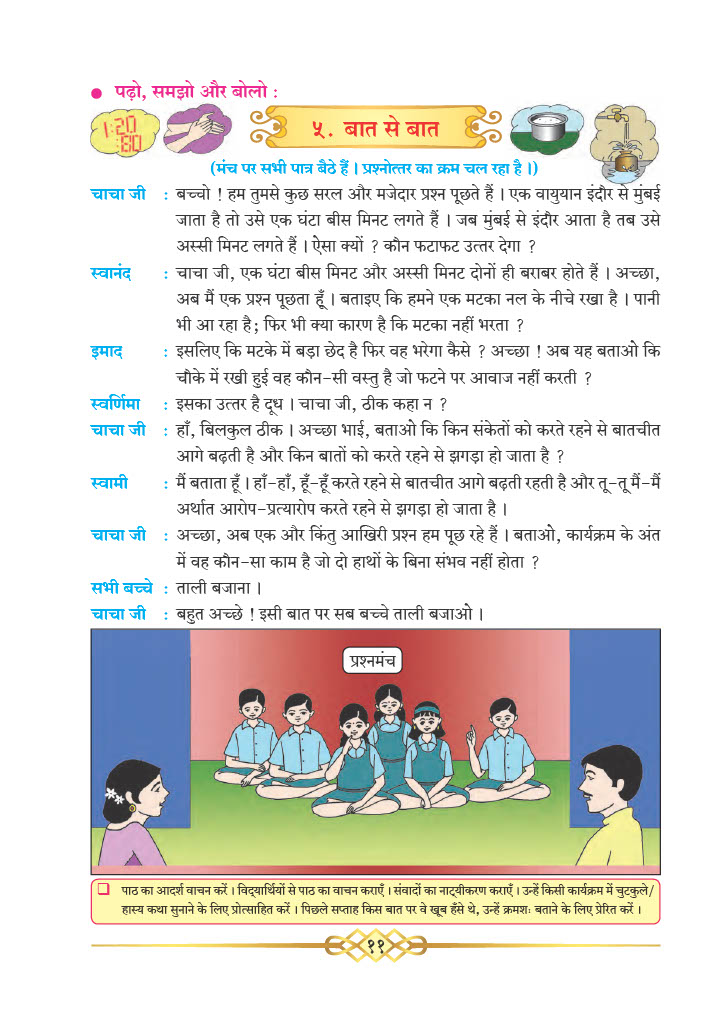 ● पढ़ो, समझो और बोलो :
1:20
:80
५. बात से बात
(मंच पर सभी पात्र बैठे हैं । प्रश्नोत्तर का क्रम चल रहा है ।)
चाचा जी : बच्चो ! हम तुमसे कुछ सरल और मजेदार प्रश्न पूछते हैं । एक वायुयान इंदौर से मुंबई
जाता है तो उसे एक घंटा बीस मिनट लगते हैं । जब मुंबई से इंदौर आता है तब उसे
अस्सी मिनट लगते हैं । ऐसा क्यों ? कौन फटाफट उत्तर देगा ?
स्वानंद : चाचा जी, एक घंटा बीस मिनट और अस्सी मिनट दोनों ही बराबर होते हैं । अच्छा,
अब मैं एक प्रश्न पूछता हूँ । बताइए कि हमने एक मटका नल के नीचे रखा है । पानी
भी आ रहा है; फिर भी क्या कारण है कि मटका नहीं भरता ?
इमाद : इसलिए कि मटके में बड़ा छेद है फिर वह भरेगा कैसे ? अच्छा ! अब यह बताओ कि
चौके में रखी हुई वह कौन-सी वस्तु है जो फटने पर आवाज नहीं करती ?
स्वर्णिमा : इसका उत्तर है दूध । चाचा जी, ठीक कहा न ?
चाचा जी : हाँ, बिलकुल ठीक । अच्छा भाई, बताओ कि किन संकेतों को करते रहने से बातचीत
आगे बढ़ती है और किन बातों को करते रहने से झगड़ा हो जाता है ?
स्वामी : मैं बताता हूँ । हाँ-हाँ, हूँ-हूँ करते रहने से बातचीत आगे बढ़ती रहती है और तू-तू मैं-मैं
अर्थात आरोप-प्रत्यारोप करते रहने से झगड़ा हो जाता है ।
चाचा जी : अच्छा, अब एक और किंतु आखिरी प्रश्न हम पूछ रहे हैं । बताओ, कार्यक्रम के अंत
में वह कौन-सा काम है जो दो हाथों के बिना संभव नहीं होता ?
सभी बच्चे : ताली बजाना ।
चाचा जी : बहुत अच्छे ! इसी बात पर सब बच्चे ताली बजाओ ।
प्रश्नमंच
❑ पाठ का आदर्श वाचन करें । विद्यार्थियों से पाठ का वाचन कराएँ । संवादों का नाट्यीकरण कराएँ । उन्हें किसी कार्यक्रम में चुटकुले/
हास्य कथा सुनाने के लिए प्रोत्साहित करें । पिछले सप्ताह किस बात पर वे खूब हँसे थे, उन्हें क्रमशः बताने के लिए प्रेरित करें ।
११